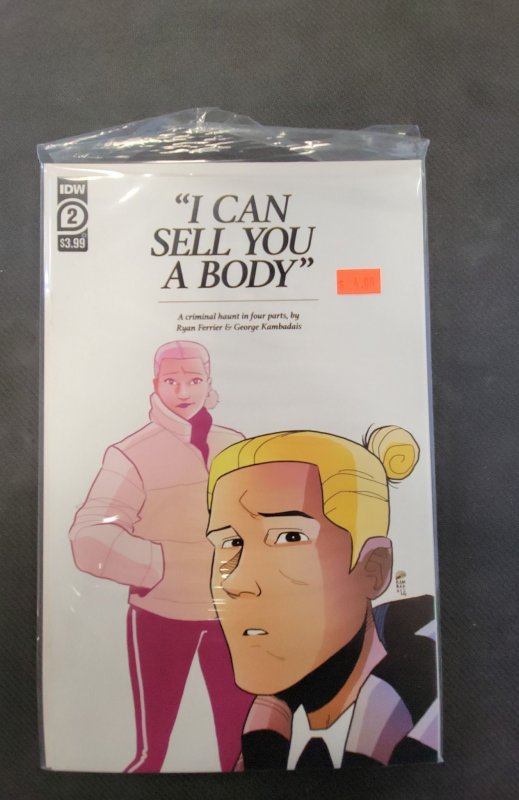 IDW
2
$3.99
“I CAN
SELL YOU
A BODY”
A criminal haunt in four parts, by
Ryan Ferrier & George Kambadais